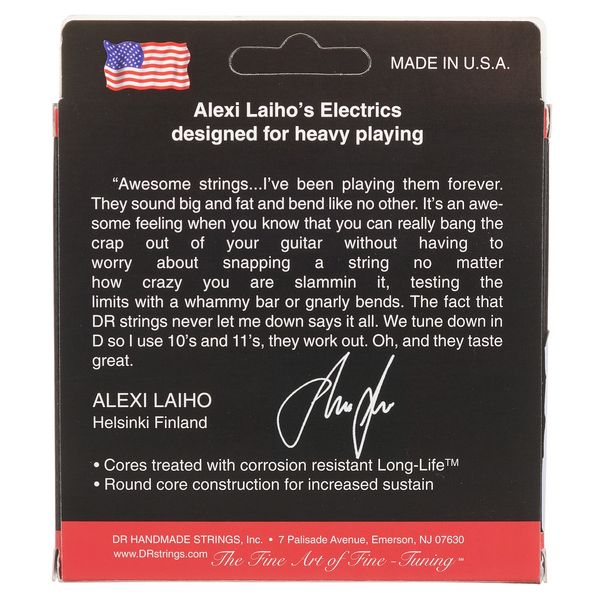 MADE IN U.S.A.
Alexi Laiho's Electrics
designed for heavy playing
“Awesome strings...I've been playing them forever.
They sound big and fat and bend like no other. It's an awe-
some feeling when you know that you can really bang the
crap out of your guitar without having to
worry about snapping a string no matter
how crazy you are slammin it, testing the
limits with a whammy bar or gnarly bends. The fact that
DR strings never let me down says it all. We tune down in
D so I use 10's and 11's, they work out. Oh, and they taste
great.
ALEXI LAIHO
Helsinki Finland
• Cores treated with corrosion resistant Long-Life™
• Round core construction for increased sustain
DR HANDMADE STRINGS, Inc. • 7 Palisade Avenue, Emerson, NJ 07630
www.DRstrings.com The Fine Art of Fine-Tuning ℠